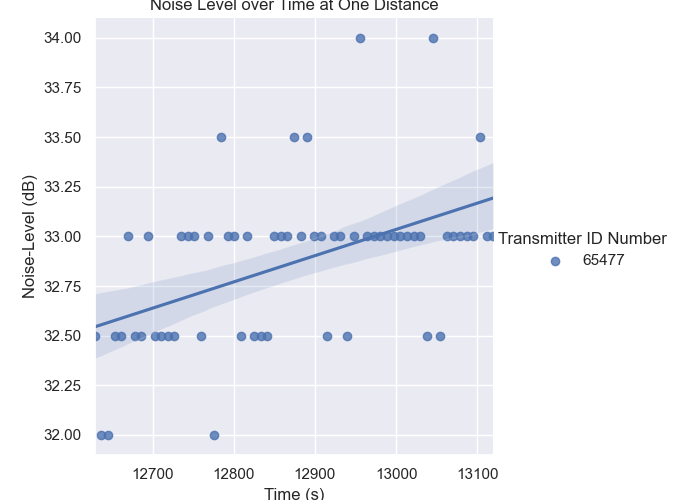 Noise Level over Time at One Distance
34.00
33.75
33.50
33.25
33.00
32.75
32.50
32.25
32.00
Noise-Level (dB)
12700 12800 12900 13000 13100
Time (s)
Transmitter ID Number
65477